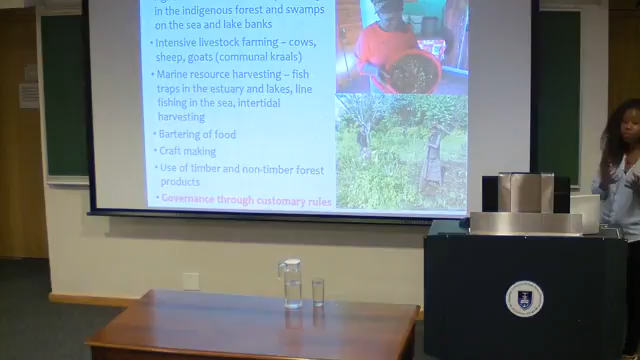 in the indigenous forest and swamps
on the sea and lake banks
• Intensive livestock farming – cows,
sheep, goats (communal kraals)
• Marine resource harvesting – fish
traps in the estuary and lakes, line
fishing in the sea, intertidal
harvesting
• Bartering of food
• Craft making
• Use of timber and non-timber forest
products
• Governance through customary rules